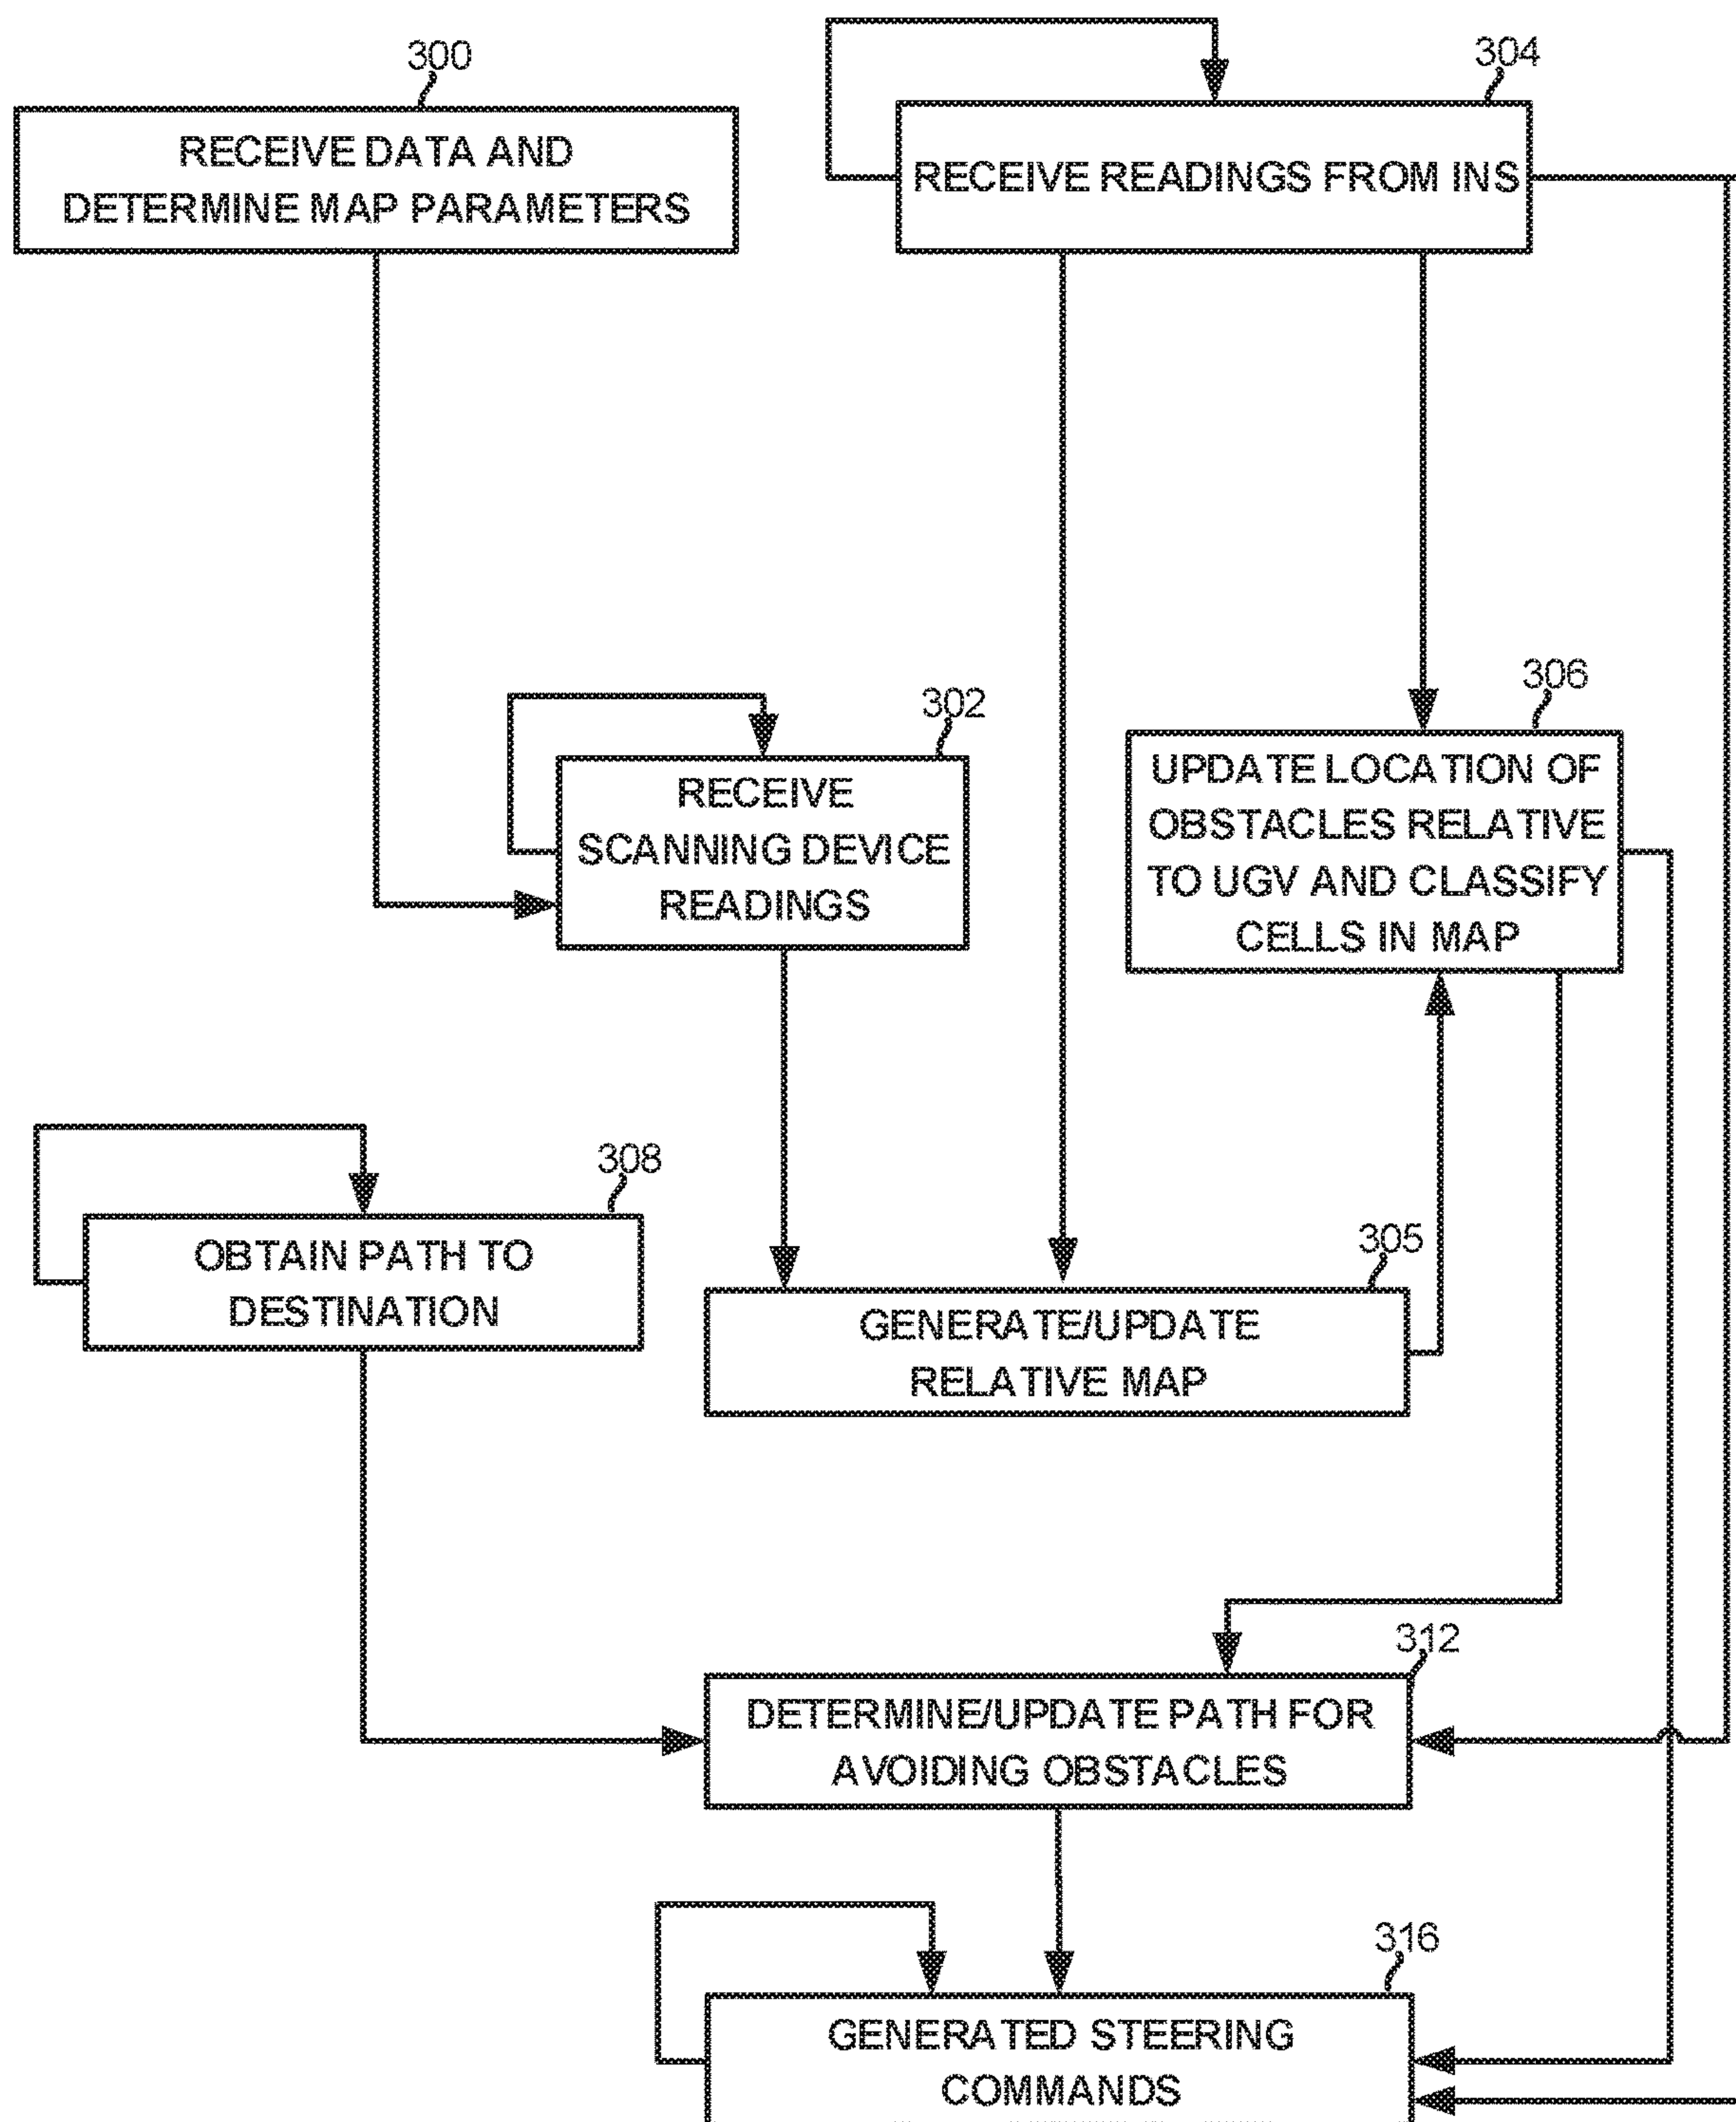 300
RECEIVE DATA AND
DETERMINE MAP PARAMETERS
304
RECEIVE READINGS FROM INS
302
RECEIVE
SCANNING DEVICE
READINGS
306
UPDATE LOCATION OF
OBSTACLES RELATIVE
TO UGV AND CLASSIFY
CELLS IN MAP
308
OBTAIN PATH TO
DESTINATION
305
GENERATE/UPDATE
RELATIVE MAP
312
DETERMINE/UPDATE PATH FOR
AVOIDING OBSTACLES
316
GENERATED STEERING
COMMANDS